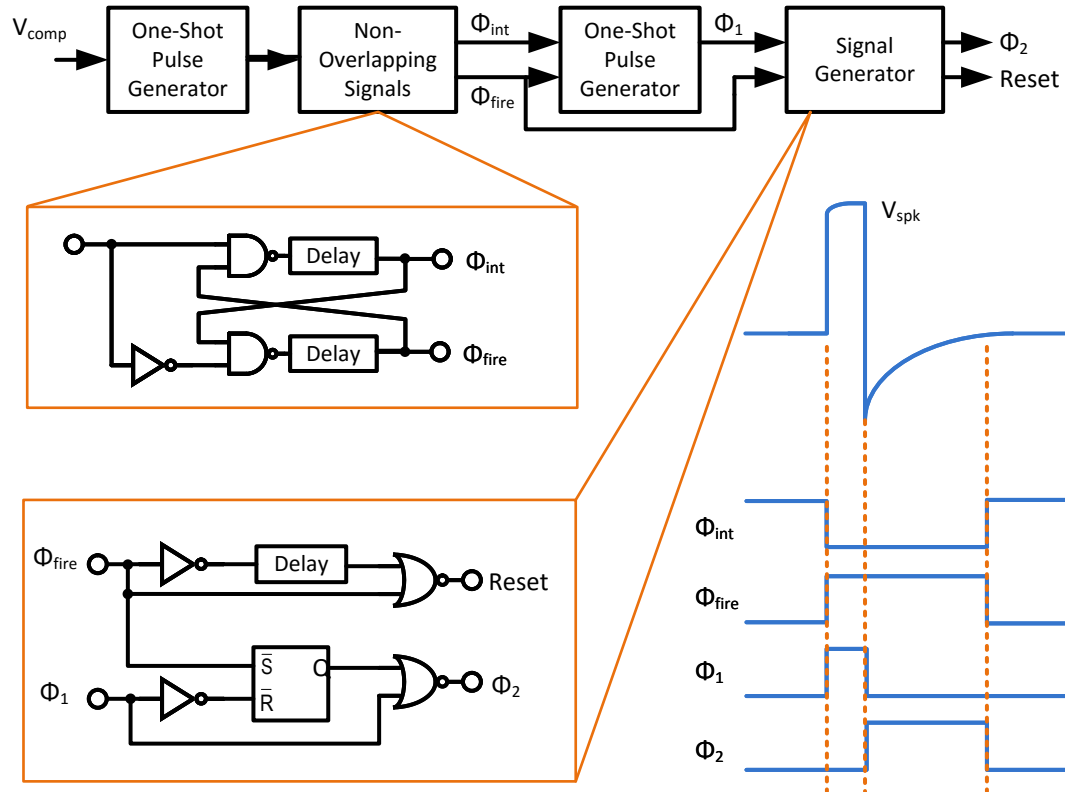 V_comp
One-Shot
Pulse
Generator
Non-
Overlapping
Signals
Φ_int
Φ_fire
One-Shot
Pulse
Generator
Φ_1
Signal
Generator
Φ_2
Reset
Delay
Φ_int
Delay
Φ_fire
V_spk
Φ_fire
Delay
Reset
S̅
Q
R̅
Φ_1
Φ_2
Φ_int
Φ_fire
Φ_1
Φ_2